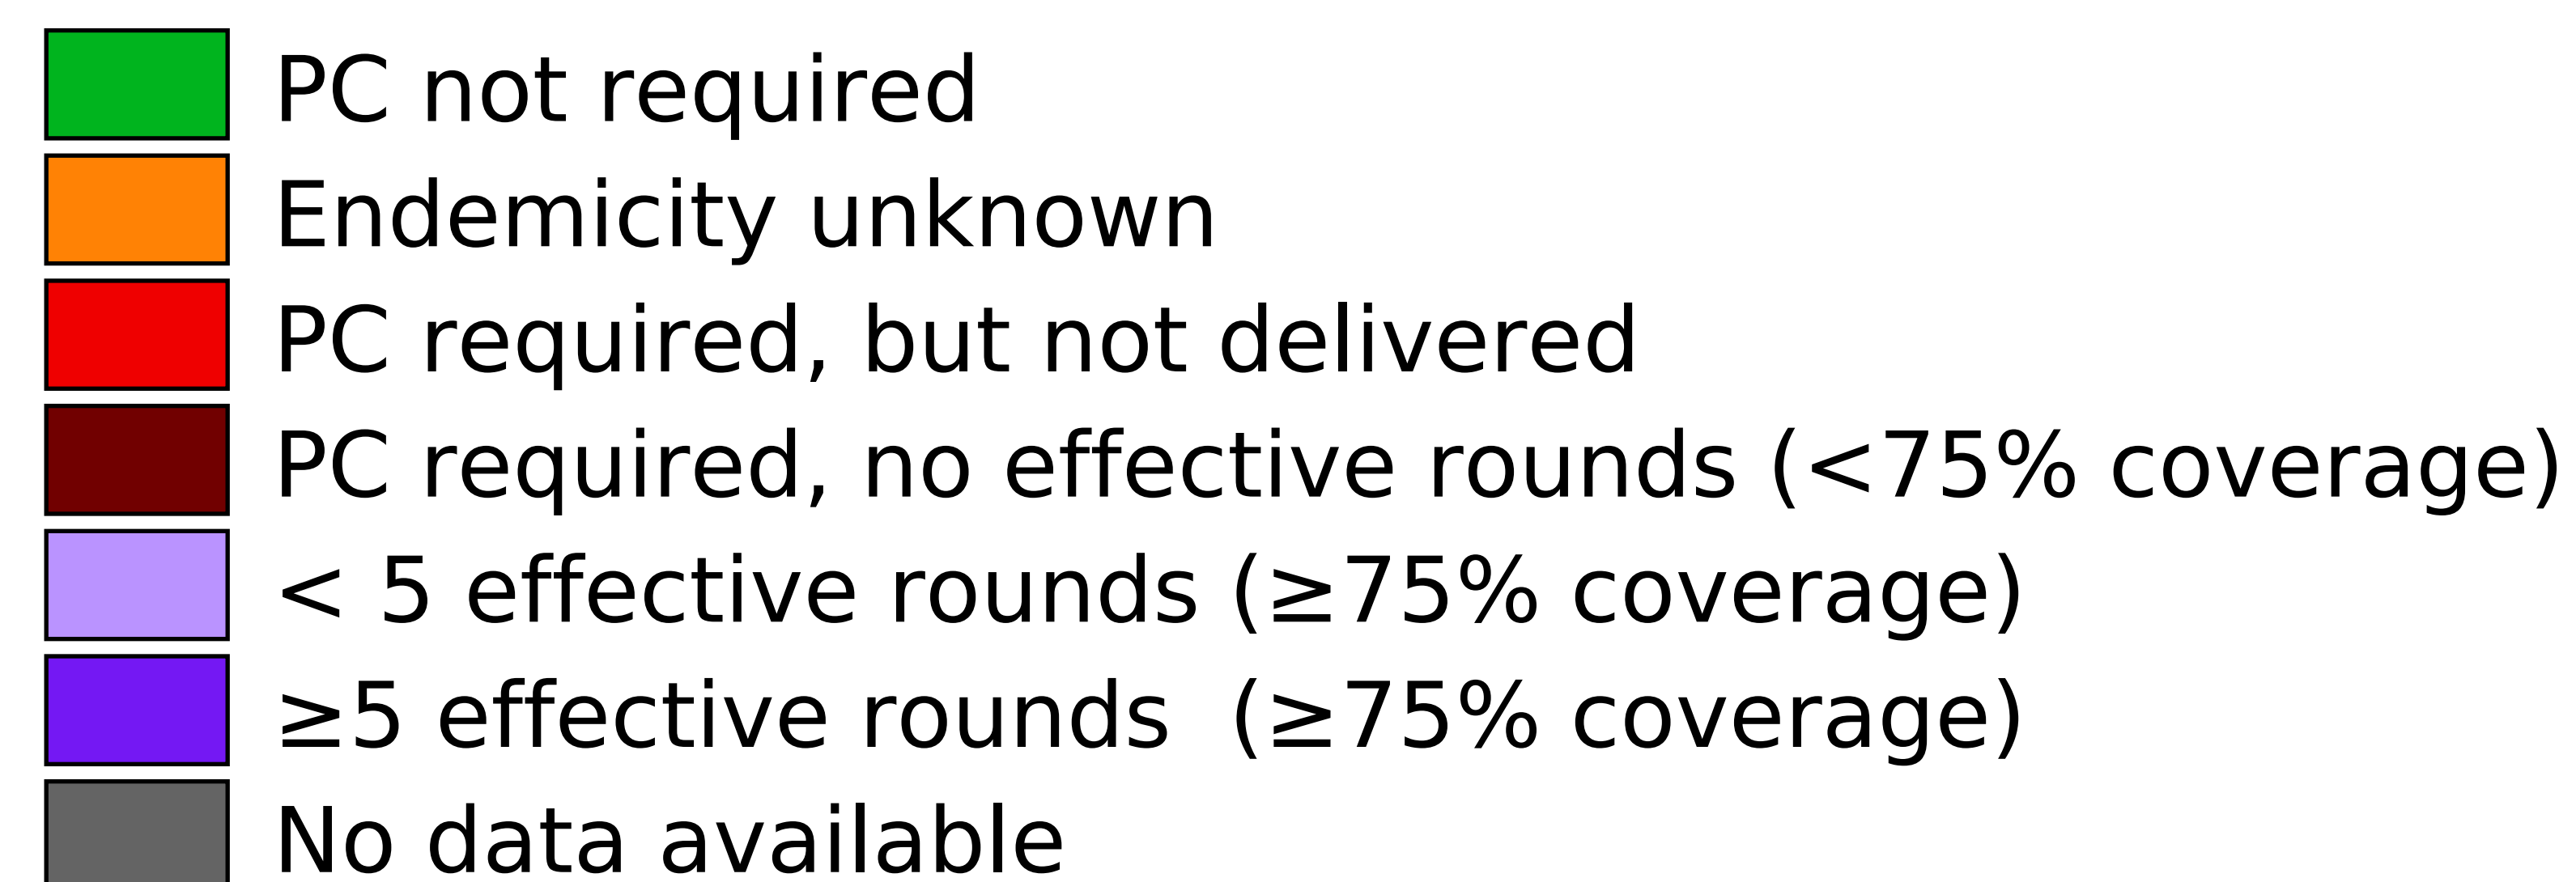 PC not required
Endemicity unknown
PC required, but not delivered
PC required, no effective rounds (<75% coverage)
< 5 effective rounds (≥75% coverage)
≥5 effective rounds  (≥75% coverage)
No data available